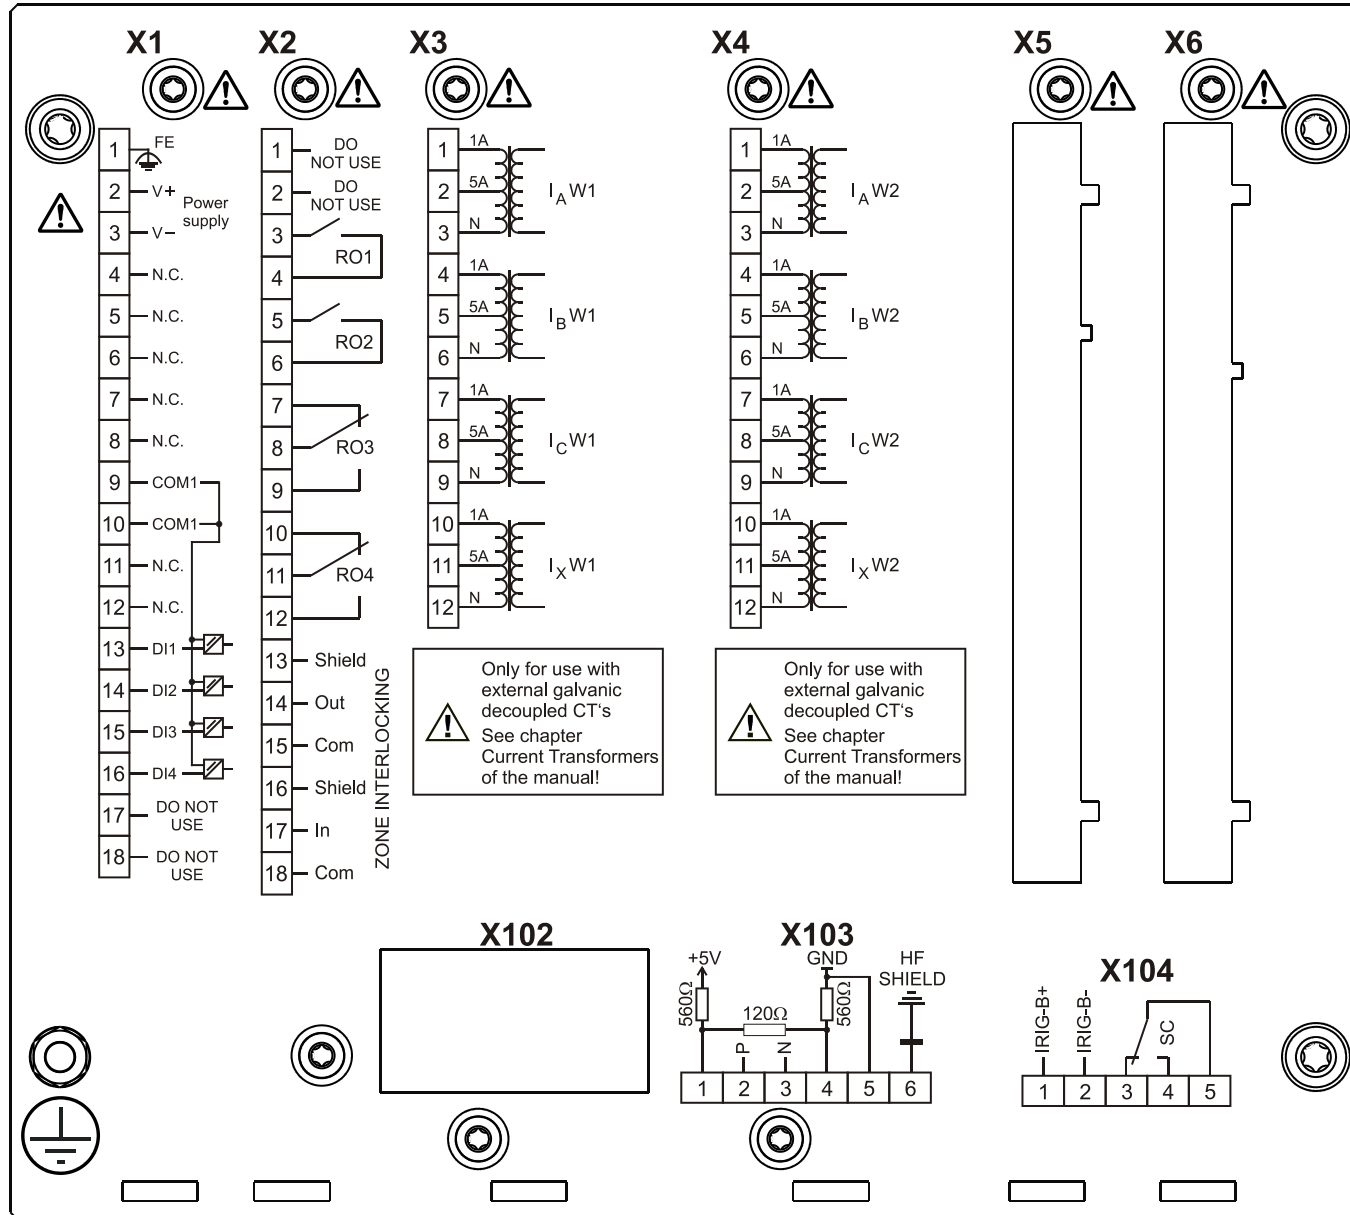 X1
X2
X3
X4
X5
X6
1 FE
2 V+
Power
supply
3 V–
4 N.C.
5 N.C.
6 N.C.
7 N.C.
8 N.C.
9 COM1
10 COM1
11 N.C.
12 N.C.
13 DI1
14 DI2
15 DI3
16 DI4
17 DO NOT
USE
18 DO NOT
USE
1 DO
NOT USE
2 DO
NOT USE
3
RO1
4
5
RO2
6
7
8 RO3
9
10
11 RO4
12
13 Shield
14 Out
15 Com
16 Shield
17 In
18 Com
ZONE INTERLOCKING
1 1A
2 5A IA W1
3 N
4 1A
5 5A IB W1
6 N
7 1A
8 5A IC W1
9 N
10 1A
11 5A IX W1
12 N
Only for use with
external galvanic
decoupled CT‘s
See chapter
Current Transformers
of the manual!
1 1A
2 5A IA W2
3 N
4 1A
5 5A IB W2
6 N
7 1A
8 5A IC W2
9 N
10 1A
11 5A IX W2
12 N
Only for use with
external galvanic
decoupled CT‘s
See chapter
Current Transformers
of the manual!
X102
X103
+5V
GND
HF
SHIELD
560Ω
120Ω
560Ω
P
N
1 2 3 4 5 6
X104
IRIG-B+
IRIG-B-
SC
1 2 3 4 5